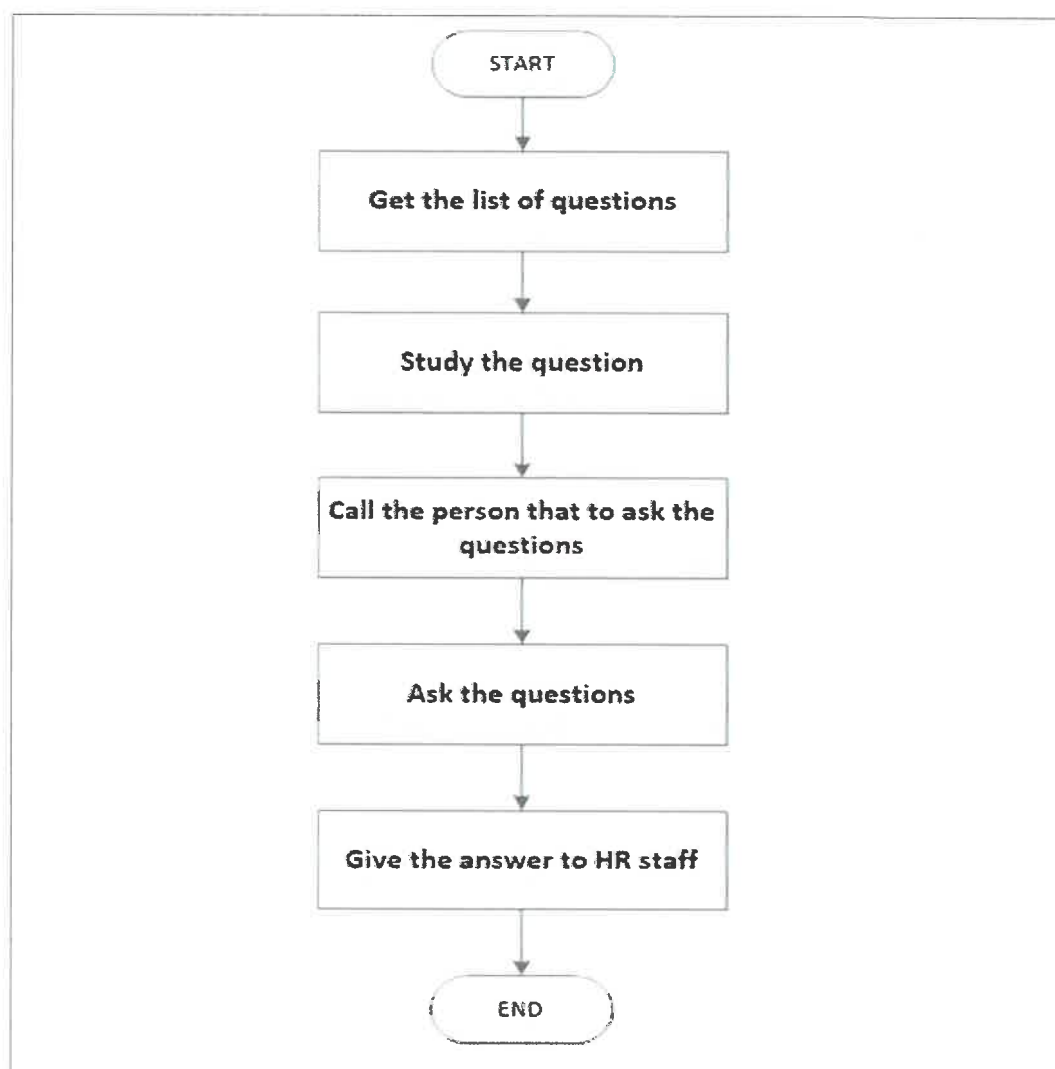 START
Get the list of questions
Study the question
Call the person that to ask the
questions
Ask the questions
Give the answer to HR staff
END